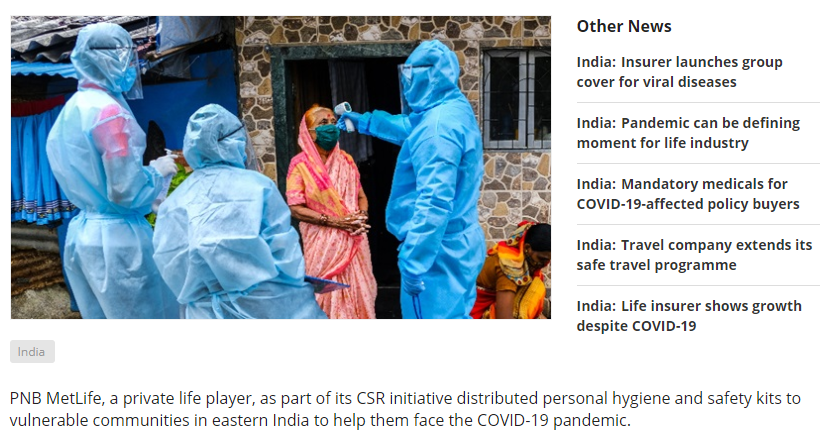 Other News
India: Insurer launches group
cover for viral diseases
India: Pandemic can be defining
moment for life industry
India: Mandatory medicals for
COVID-19-affected policy buyers
India: Travel company extends its
safe travel programme
India: Life insurer shows growth
despite COVID-19
India
PNB MetLife, a private life player, as part of its CSR initiative distributed personal hygiene and safety kits to
vulnerable communities in eastern India to help them face the COVID-19 pandemic.